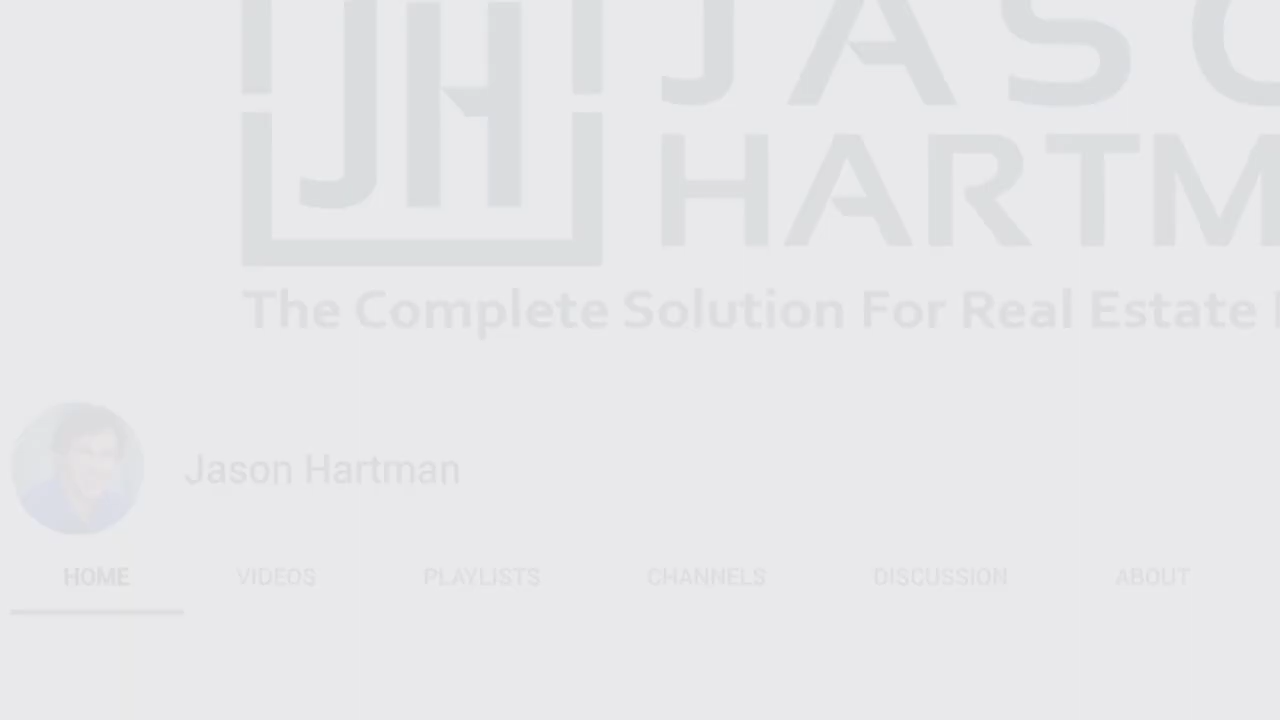 JH
JASO
HARTM
The Complete Solution For Real Estate
Jason Hartman
HOME VIDEOS PLAYLISTS CHANNELS DISCUSSION ABOUT